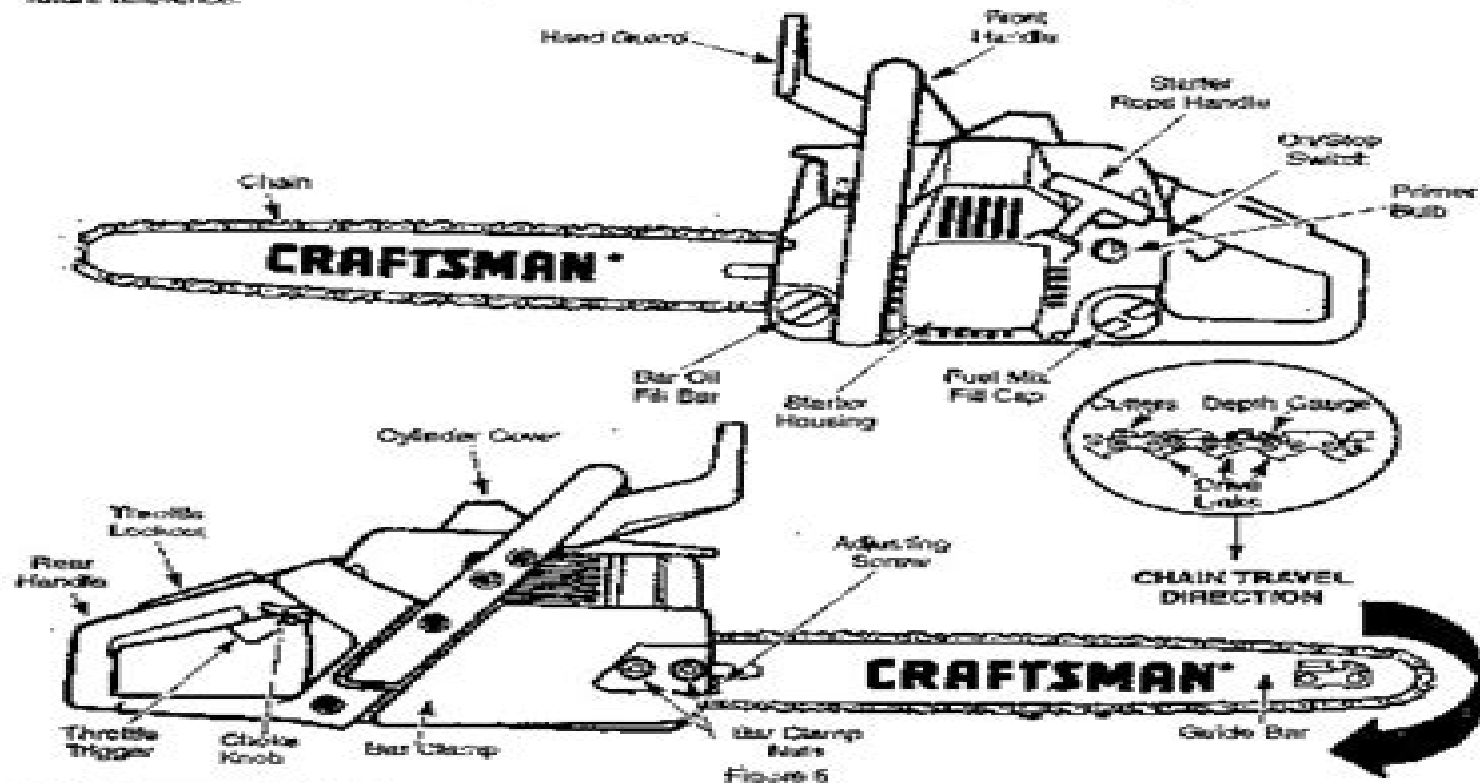 Hand Guard
Front
Handle
Starter
Rope Handle
On/Stop
Switch
Primer
Bulb
Chain
CRAFTSMAN
Bar Oil
Fill Bar
Starter
Housing
Fuel Mix
Fill Cap
Cutters Depth Gauge
Drive
Links
Cylinder Cover
Throttle
Lockout
Rear
Handle
Adjusting
Screw
CHAIN TRAVEL
DIRECTION
CRAFTSMAN
Throttle
Trigger
Choke
Knob
Bar Clamp
Bar Clamp
Nuts
Guide Bar